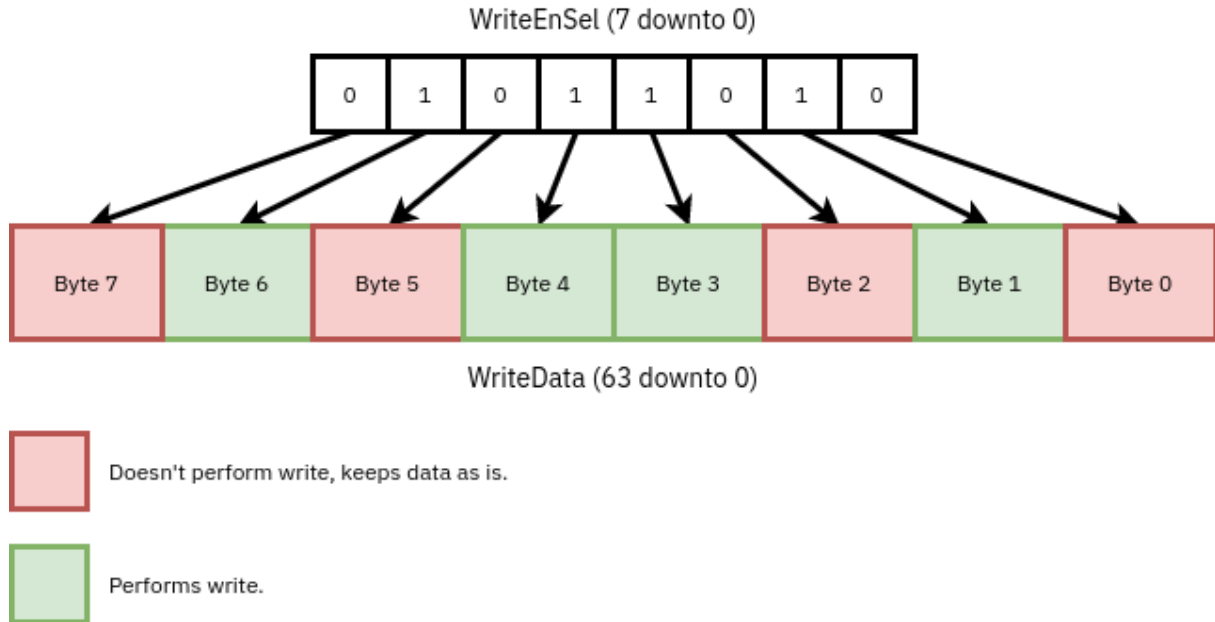 WriteEnSel (7 downto 0)
0 1 0 1 1 0 1 0
Byte 7 Byte 6 Byte 5 Byte 4 Byte 3 Byte 2 Byte 1 Byte 0
WriteData (63 downto 0)
Doesn't perform write, keeps data as is.
Performs write.